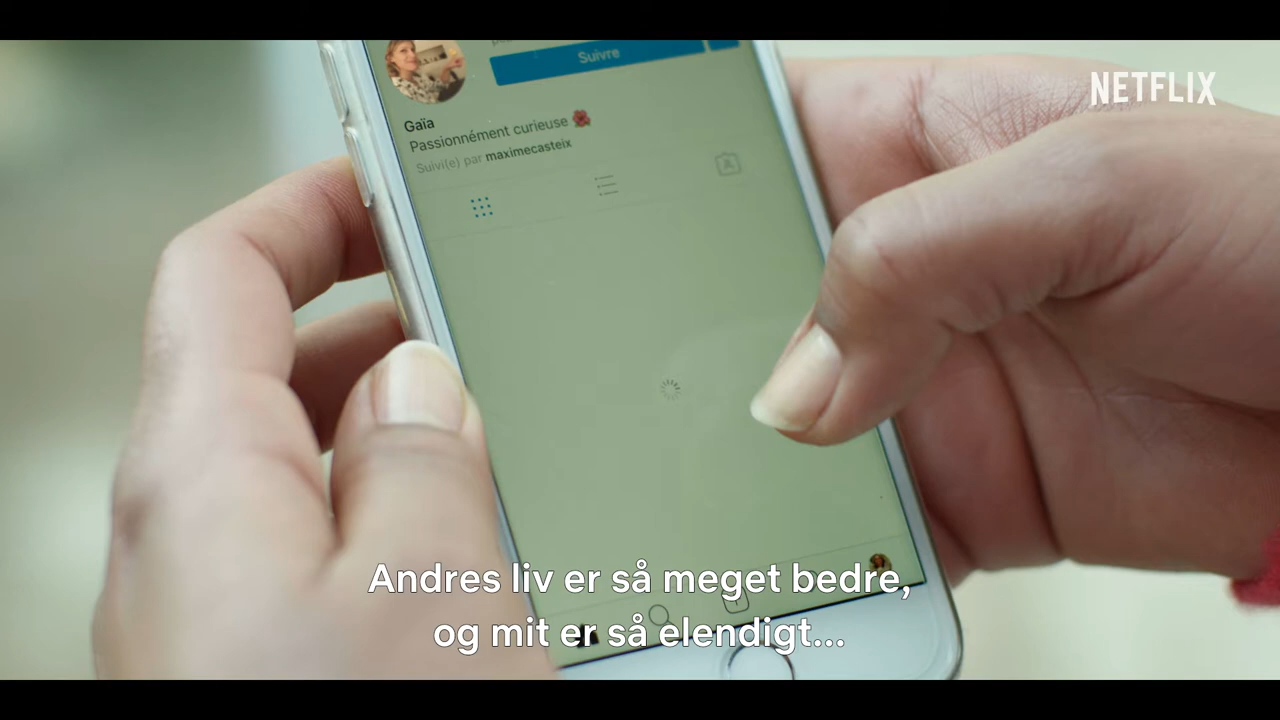 Suivre
NETFLIX
Gaïa
Passionnément curieuse
Suivi(e) par maximecasteix
Andres liv er så meget bedre,
og mit er så elendigt...